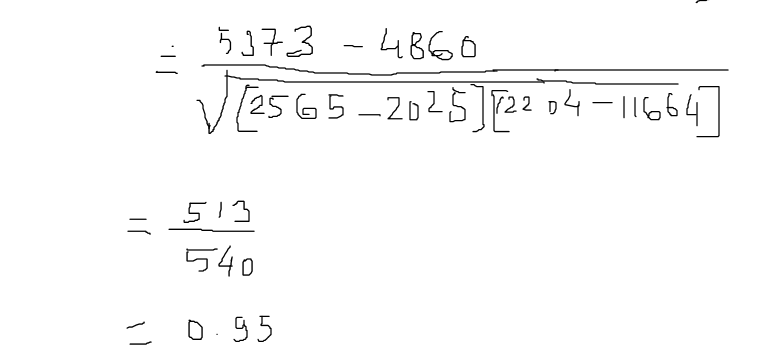 = 5373 - 4860
√[2565 - 2025][12204 - 11664]
= 513
540
= 0.95